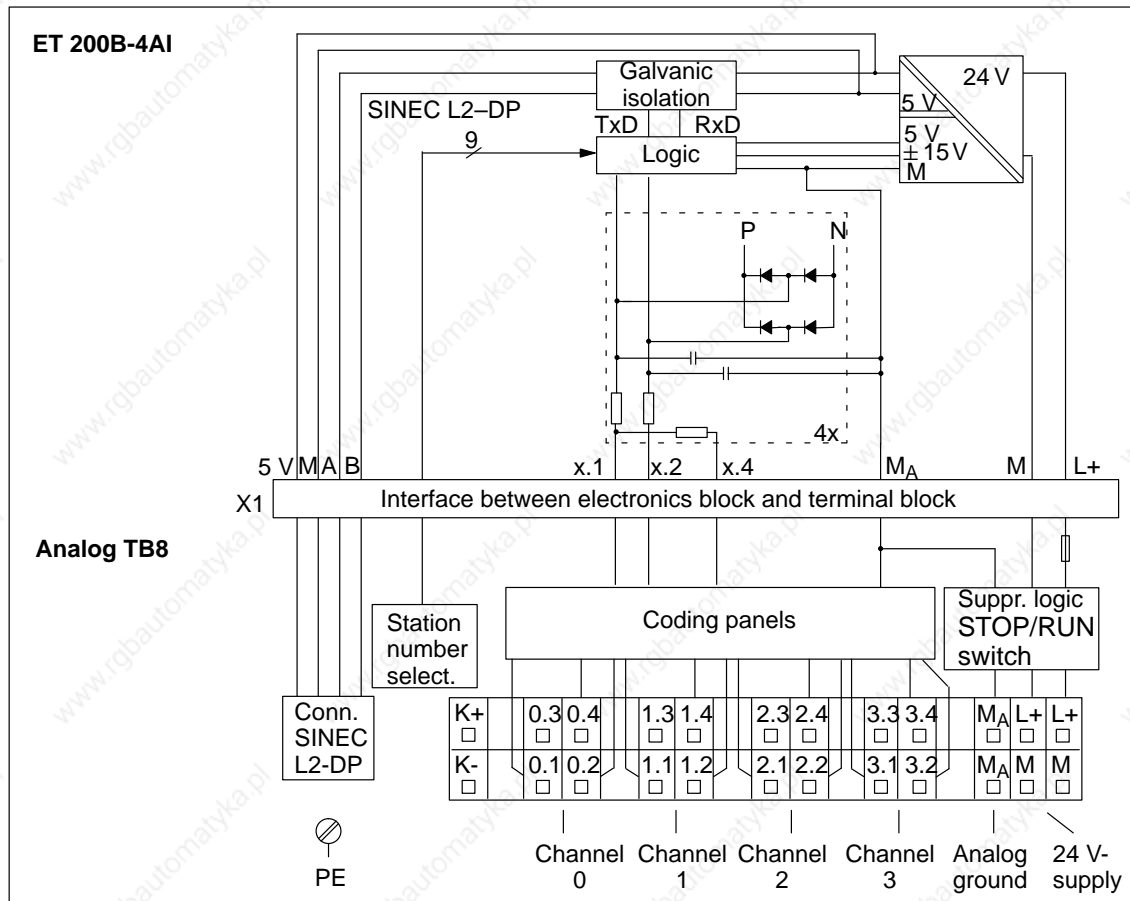 ET 200B-4AI
Galvanic
isolation
24 V
5 V
SINEC L2–DP
TxD RxD
9
Logic
5 V
± 15 V
M
P N
4x
5 V M A B x.1 x.2 x.4 MA M L+
X1 Interface between electronics block and terminal block
Analog TB8
Station
number
select.
Coding panels
Suppr. logic
STOP/RUN
switch
Conn.
SINEC
L2-DP
K+ 0.3 0.4 1.3 1.4 2.3 2.4 3.3 3.4 MA L+ L+
K- 0.1 0.2 1.1 1.2 2.1 2.2 3.1 3.2 MA M M
PE
Channel
0
Channel
1
Channel
2
Channel
3
Analog
ground
24 V-
supply
www.rgbautomatyka.pl